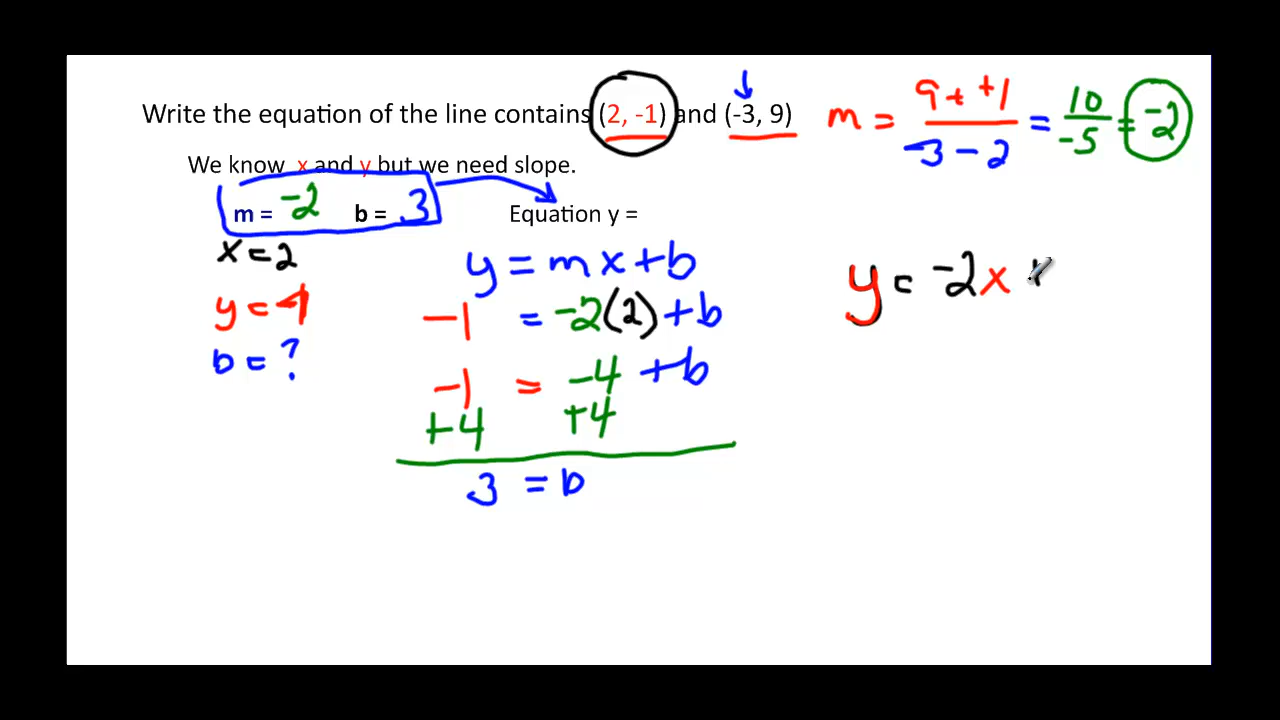 Write the equation of the line contains (2, -1) and (-3, 9)
m = 9 + +1 / -3 - 2 = 10 / -5 = -2
We know x and y but we need slope.
m = -2 b = 3 Equation y =
x = 2
y = -1
b = ?
y = mx + b
-1 = -2(2) + b
-1 = -4 + b
+4 +4
3 = b
y = -2x +